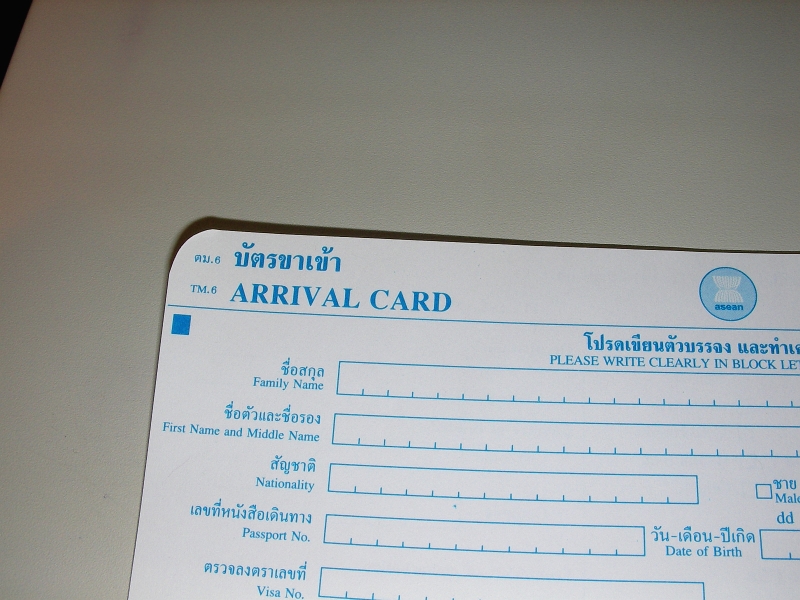 ตม.6 บัตรขาเข้า
TM.6 ARRIVAL CARD
asean
โปรดเขียนตัวบรรจง
PLEASE WRITE CLEARLY IN BLOCK
ชื่อสกุล
Family Name
ชื่อตัวและชื่อรอง
First Name and Middle Name
สัญชาติ
Nationality
ชาย
Male
เลขที่หนังสือเดินทาง
Passport No.
dd
วัน-เดือน-ปีเกิด
Date of Birth
ตรวจลงตราเลขที่
Visa No.